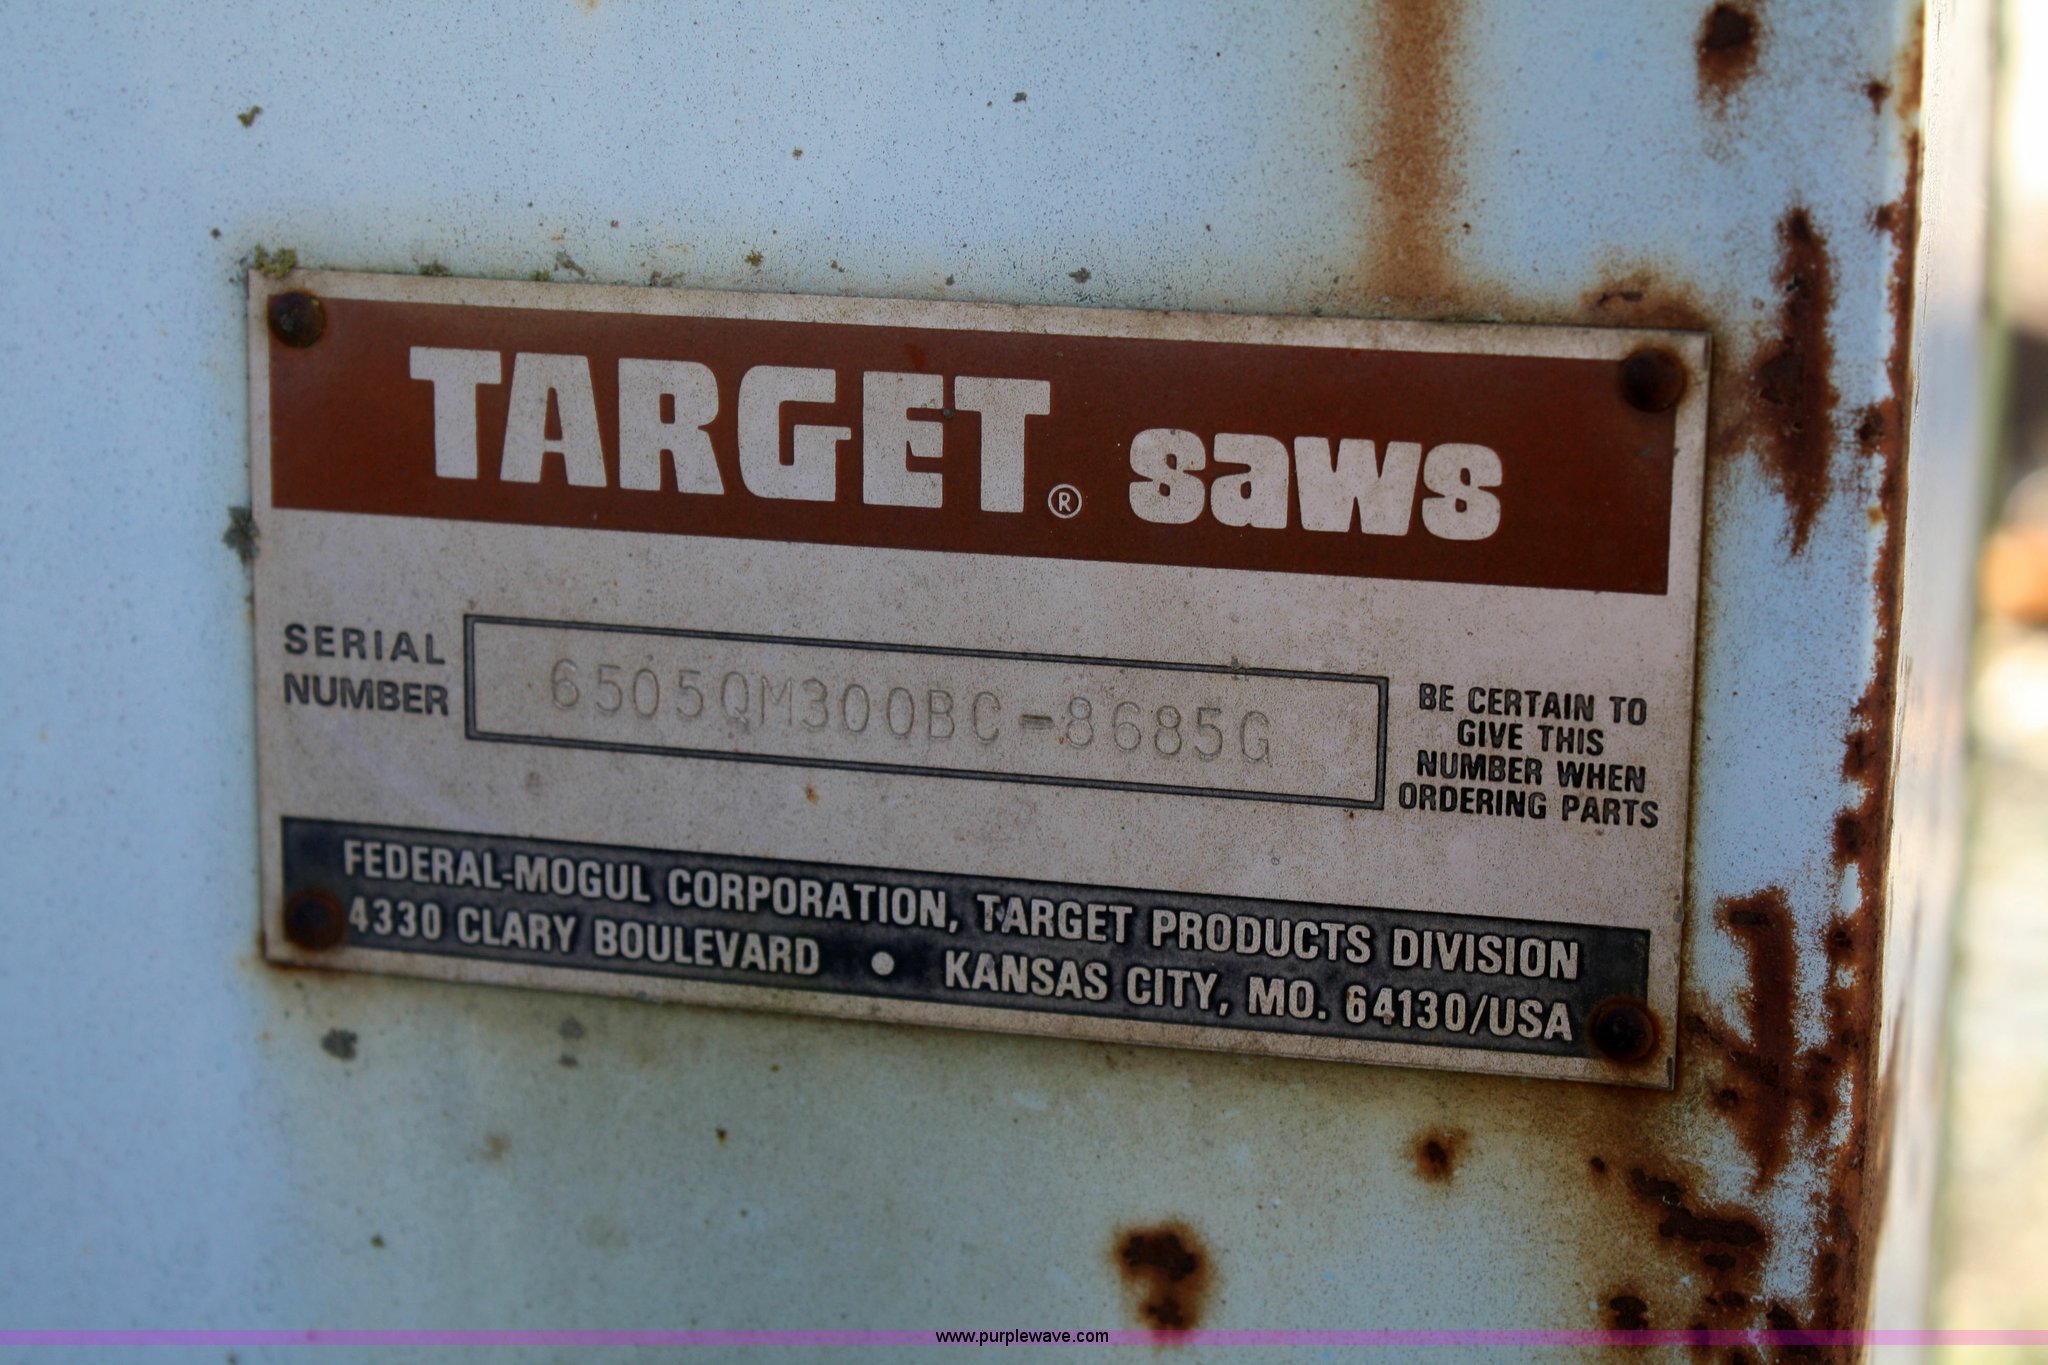 TARGET® saws
SERIAL
NUMBER
6505QM300BC-8685G
BE CERTAIN TO
GIVE THIS
NUMBER WHEN
ORDERING PARTS
FEDERAL-MOGUL CORPORATION, TARGET PRODUCTS DIVISION
4330 CLARY BOULEVARD • KANSAS CITY, MO. 64130/USA
www.purplewave.com